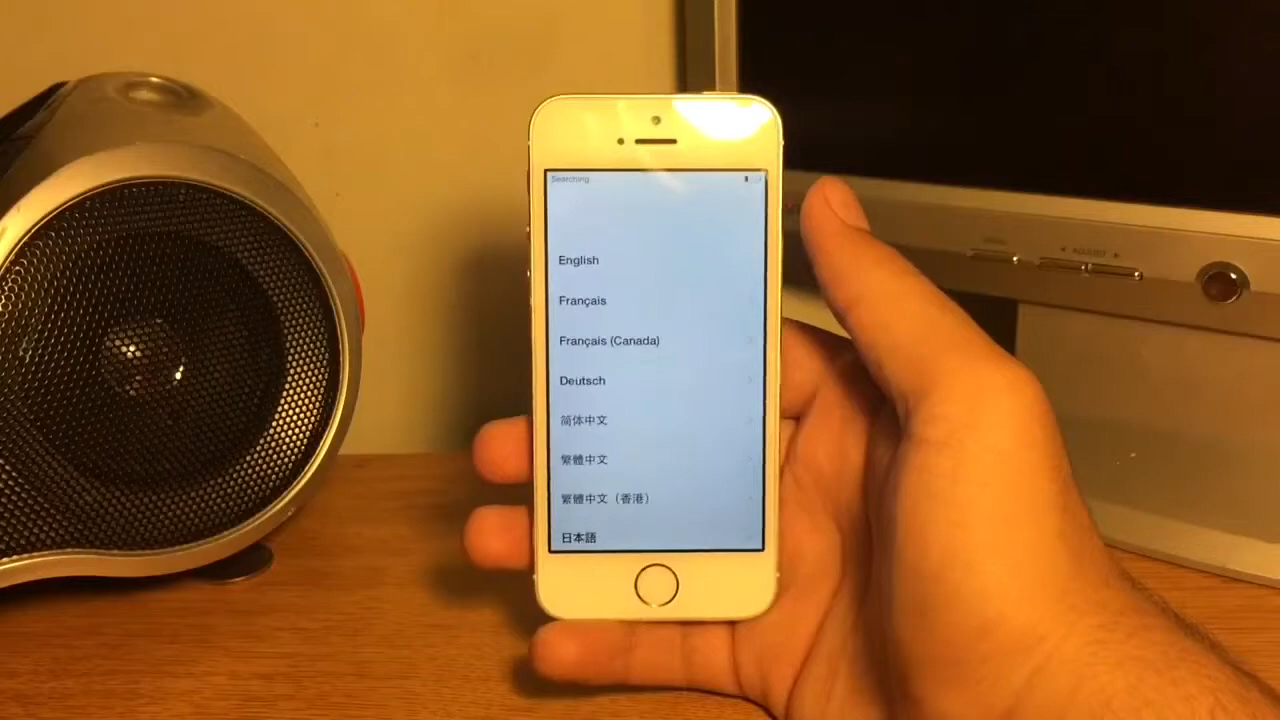 Searching...
English
Français
Français (Canada)
Deutsch
简体中文
繁體中文
繁體中文（香港）
日本語
ADJUST